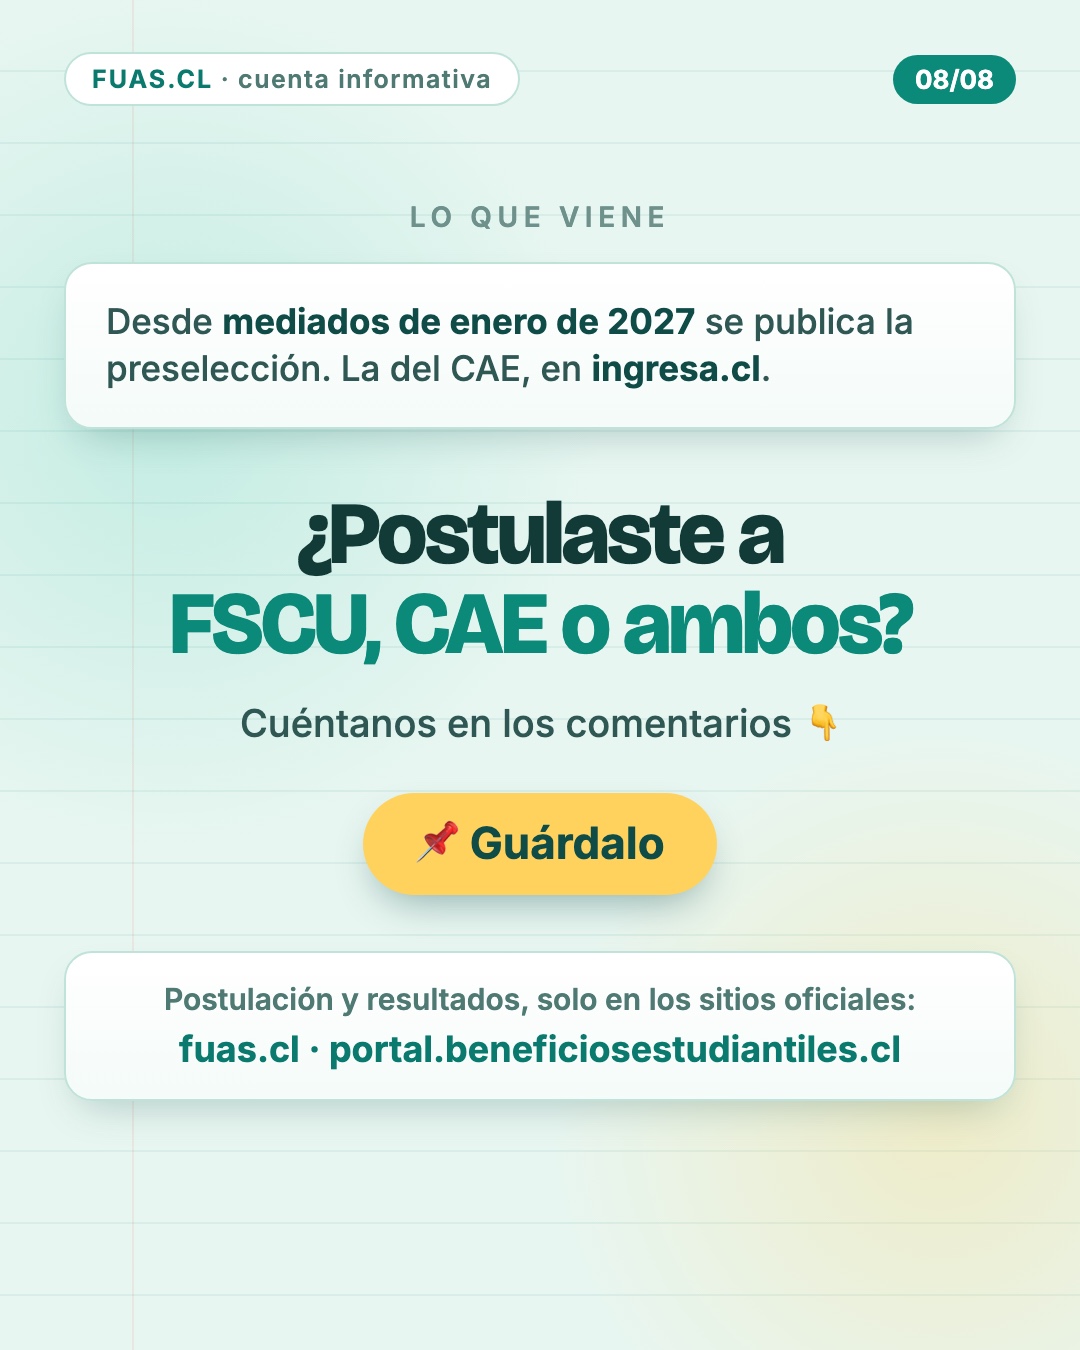 FUAS.CL · cuenta informativa
08/08
LO QUE VIENE
Desde mediados de enero de 2027 se publica la
preselección. La del CAE, en ingresa.cl.
¿Postulaste a
FSCU, CAE o ambos?
Cuéntanos en los comentarios 👇
📌 Guárdalo
Postulación y resultados, solo en los sitios oficiales:
fuas.cl · portal.beneficiosestudiantiles.cl